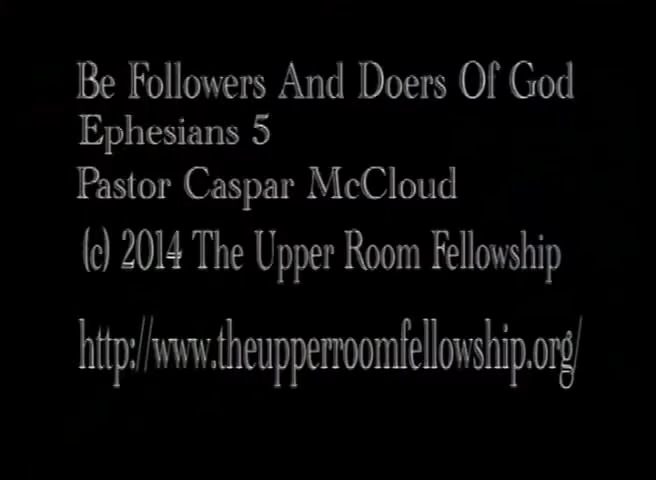 Be Followers And Doers Of God
Ephesians 5
Pastor Caspar McCloud
(c) 2014 The Upper Room Fellowship
http://www.theupperroomfellowship.org/